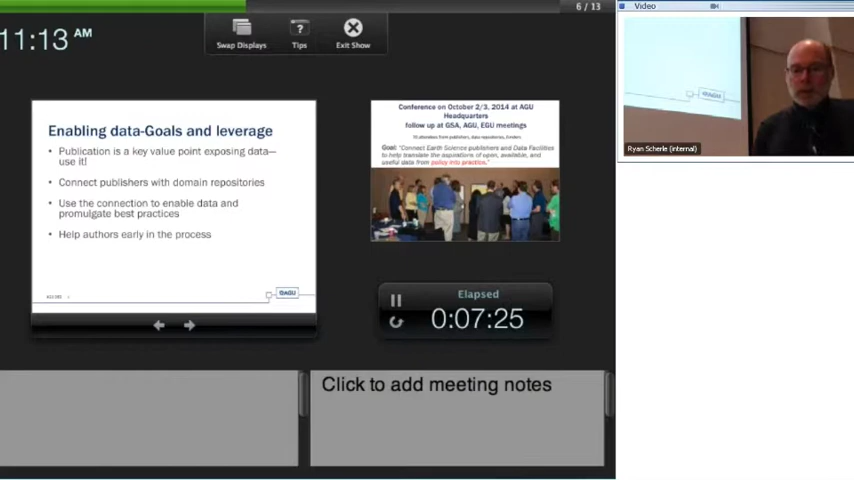 6 / 13
Video
11:13 AM
Swap Displays
?
Tips
Exit Show
Ryan Scherle (internal)
Enabling data-Goals and leverage
• Publication is a key value point exposing data—
use it!
• Connect publishers with domain repositories
• Use the connection to enable data and
promulgate best practices
• Help authors early in the process
AGU
Conference on October 2/3, 2014 at AGU
Headquarters
follow up at GSA, AGU, EGU meetings
Goal: "Connect Earth Science publishers and Data Facilities
to help translate the aspirations of open, available, and
useful data from policy into practice."
Elapsed
0:07:25
Click to add meeting notes